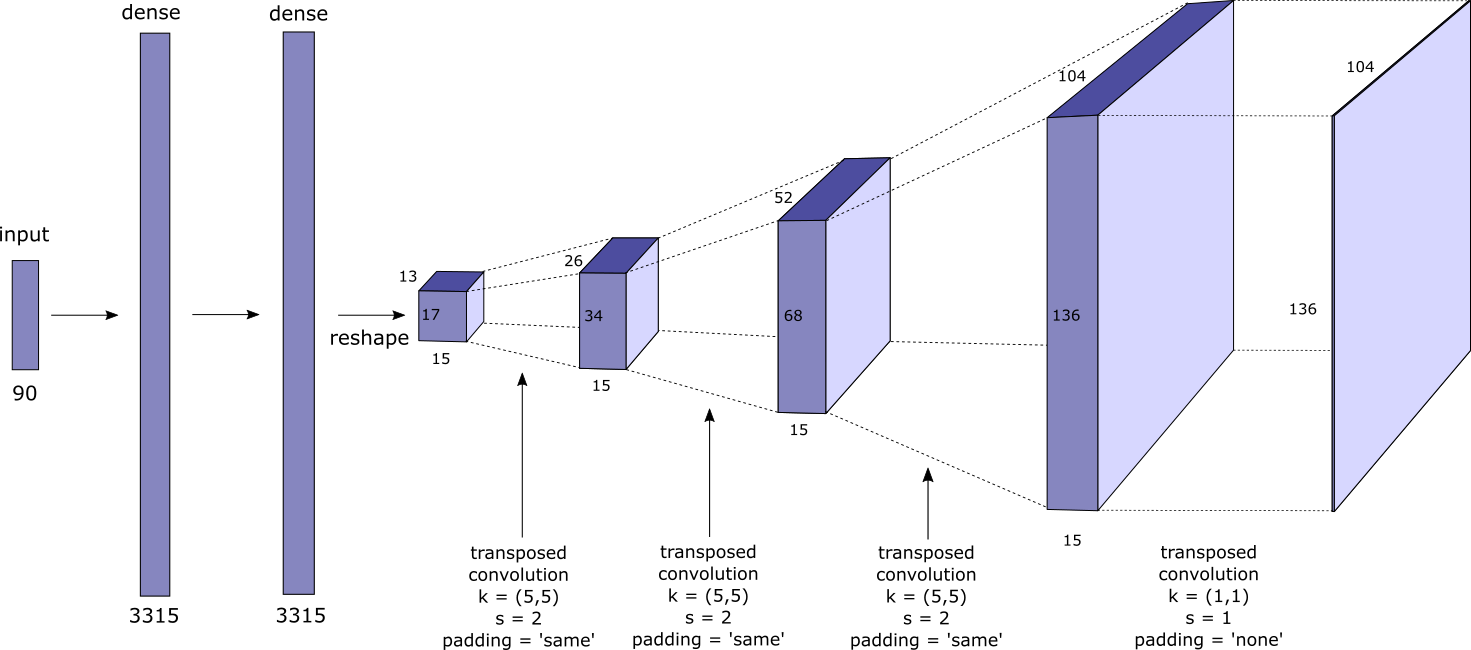 input
90
dense
3315
dense
3315
reshape
13
17
15
26
34
15
52
68
15
104
136
15
104
136
transposed
convolution
k = (5,5)
s = 2
padding = 'same'
transposed
convolution
k = (5,5)
s = 2
padding = 'same'
transposed
convolution
k = (5,5)
s = 2
padding = 'same'
transposed
convolution
k = (1,1)
s = 1
padding = 'none'